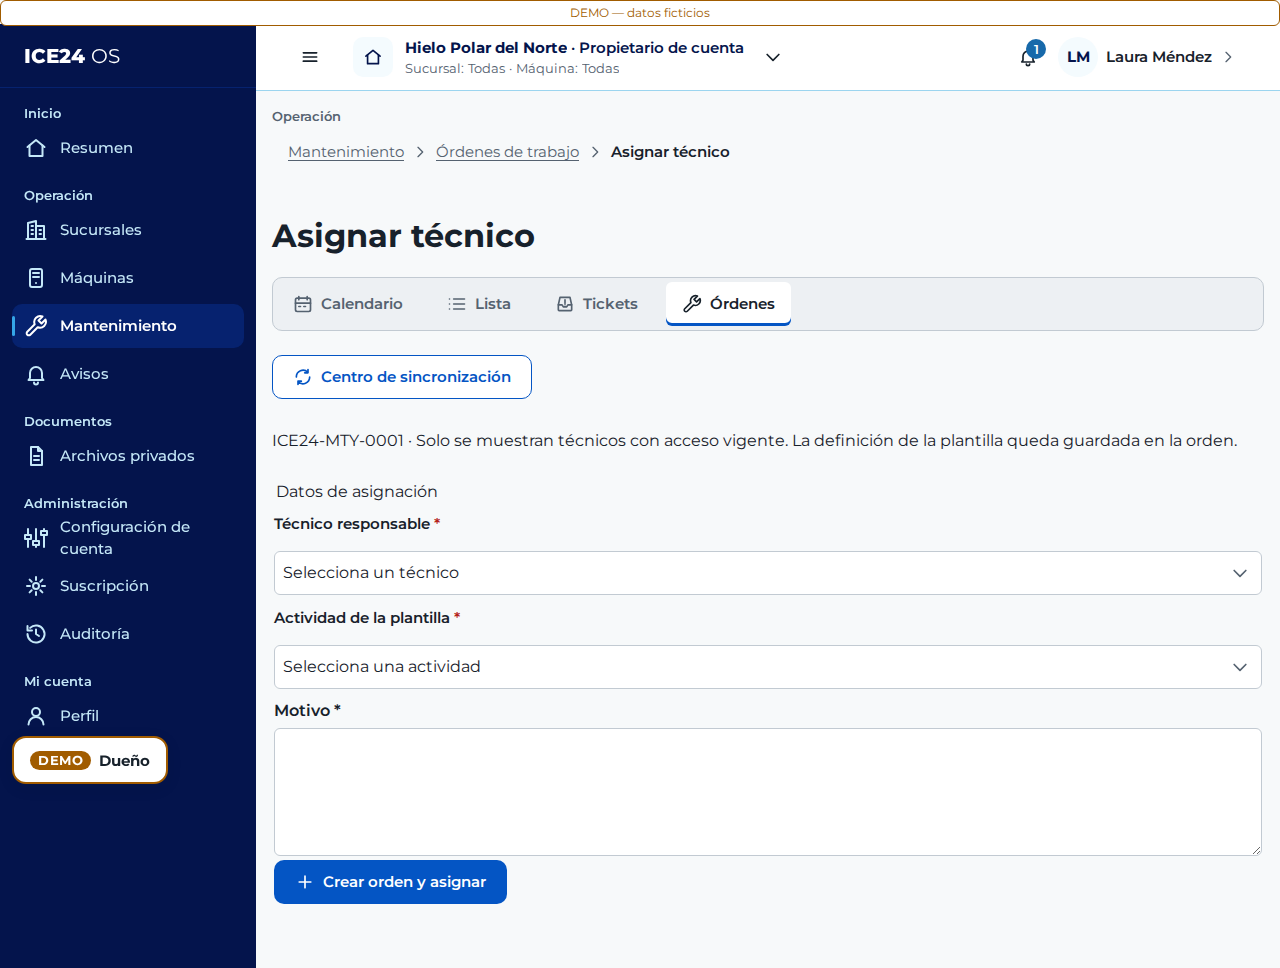 DEMO — datos ficticios
ICE24 OS
Hielo Polar del Norte · Propietario de cuenta
Sucursal: Todas · Máquina: Todas
1
LM
Laura Méndez
Inicio
Resumen
Operación
Sucursales
Máquinas
Mantenimiento
Avisos
Documentos
Archivos privados
Administración
Configuración de
cuenta
Suscripción
Auditoría
Mi cuenta
Perfil
DEMO Dueño
Operación
Mantenimiento > Órdenes de trabajo > Asignar técnico
Asignar técnico
Calendario Lista Tickets Órdenes
Centro de sincronización
ICE24-MTY-0001 · Solo se muestran técnicos con acceso vigente. La definición de la plantilla queda guardada en la orden.
Datos de asignación
Técnico responsable *
Selecciona un técnico
Actividad de la plantilla *
Selecciona una actividad
Motivo *
Crear orden y asignar